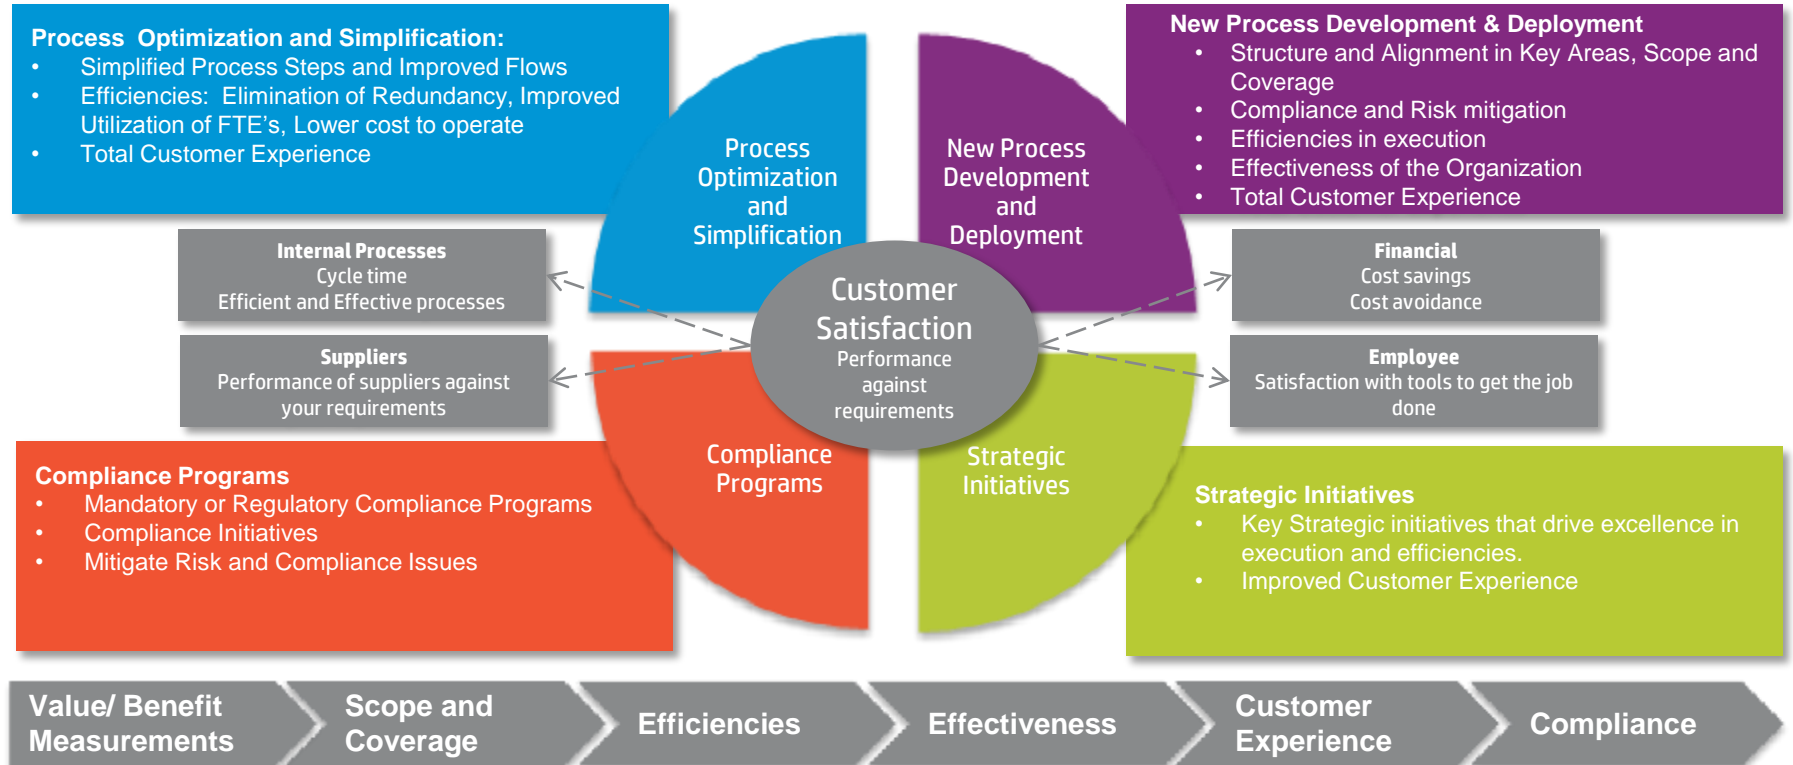 Process  Optimization and Simplification:
• Simplified Process Steps and Improved Flows
• Efficiencies:  Elimination of Redundancy, Improved
Utilization of FTE's, Lower cost to operate
• Total Customer Experience
New Process Development & Deployment
• Structure and Alignment in Key Areas, Scope and
Coverage
• Compliance and Risk mitigation
• Efficiencies in execution
• Effectiveness of the Organization
• Total Customer Experience
Process
Optimization
and
Simplification
New Process
Development
and
Deployment
Internal Processes
Cycle time
Efficient and Effective processes
Suppliers
Performance of suppliers against
your requirements
Customer
Satisfaction
Performance
against
requirements
Financial
Cost savings
Cost avoidance
Employee
Satisfaction with tools to get the job
done
Compliance
Programs
Strategic
Initiatives
Compliance Programs
• Mandatory or Regulatory Compliance Programs
• Compliance Initiatives
• Mitigate Risk and Compliance Issues
Strategic Initiatives
• Key Strategic initiatives that drive excellence in
execution and efficiencies.
• Improved Customer Experience
Value/ Benefit
Measurements
Scope and
Coverage
Efficiencies
Effectiveness
Customer
Experience
Compliance